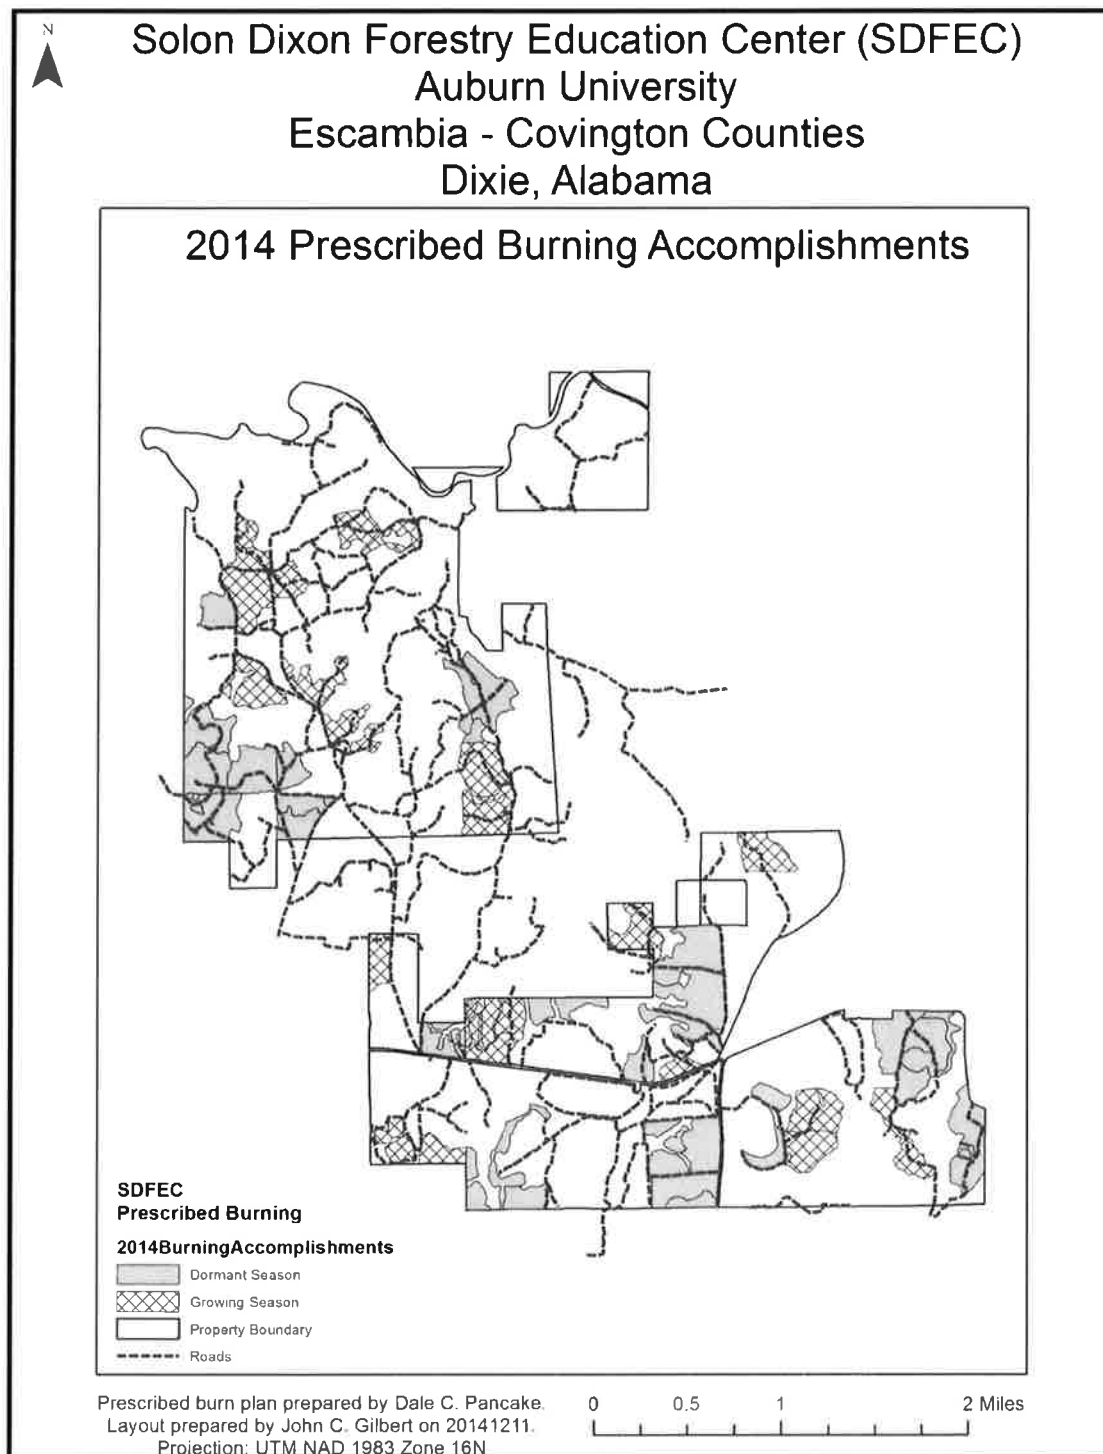 N
Solon Dixon Forestry Education Center (SDFEC)
Auburn University
Escambia - Covington Counties
Dixie, Alabama
2014 Prescribed Burning Accomplishments
SDFEC
Prescribed Burning
2014BurningAccomplishments
Dormant Season
Growing Season
Property Boundary
Roads
Prescribed burn plan prepared by Dale C. Pancake.
Layout prepared by John C. Gilbert on 20141211.
Projection: UTM NAD 1983 Zone 16N
0 0.5 1 2 Miles